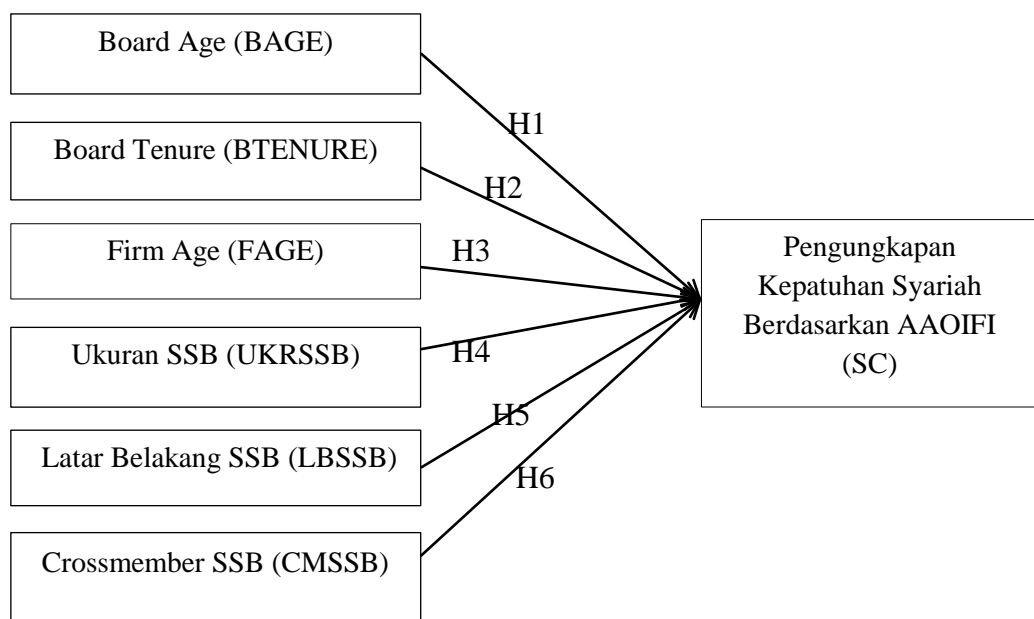 Board Age (BAGE)
H1
Board Tenure (BTENURE)
H2
Firm Age (FAGE)
H3
Ukuran SSB (UKRSSB)
H4
Latar Belakang SSB (LBSSB)
H5
Crossmember SSB (CMSSB)
H6
Pengungkapan
Kepatuhan Syariah
Berdasarkan AAOIFI
(SC)